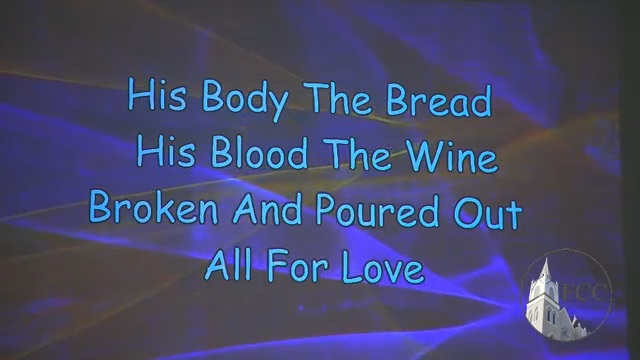 His Body The Bread
His Blood The Wine
Broken And Poured Out
All For Love
FCC